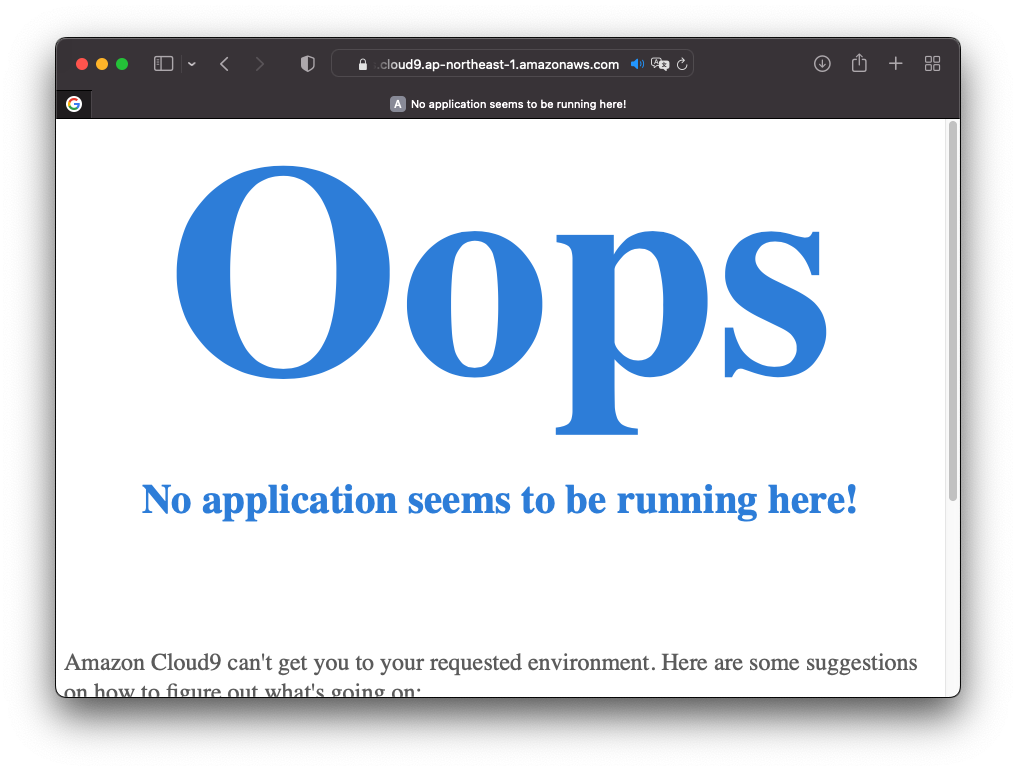 .cloud9.ap-northeast-1.amazonaws.com
A No application seems to be running here!
Oops
No application seems to be running here!
Amazon Cloud9 can't get you to your requested environment. Here are some suggestions
on how to figure out what's going on: